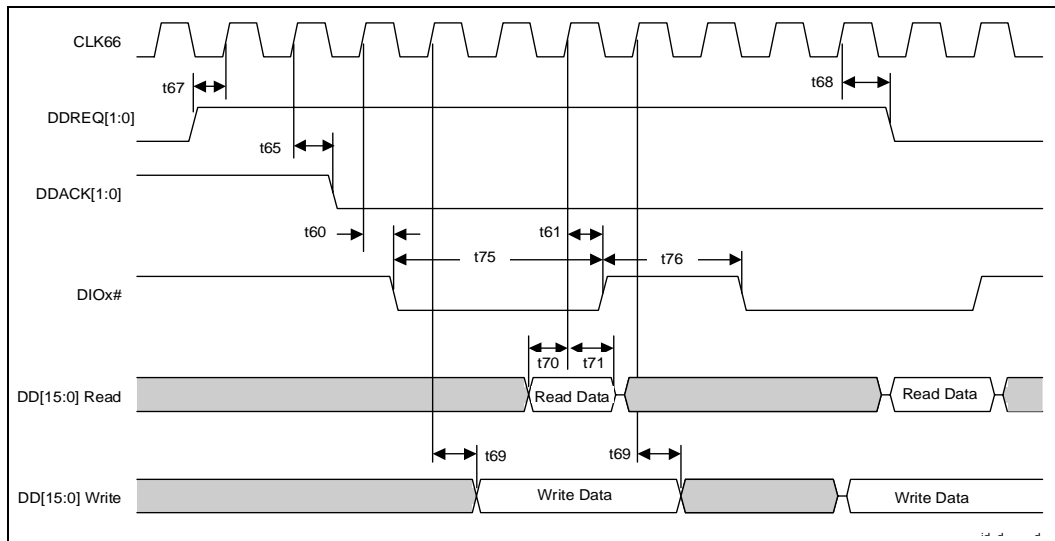 CLK66
t67
t68
DDREQ[1:0]
t65
DDACK[1:0]
t60
t61
t75
t76
DIOx#
t70
t71
DD[15:0] Read
Read Data
Read Data
t69
t69
DD[15:0] Write
Write Data
Write Data